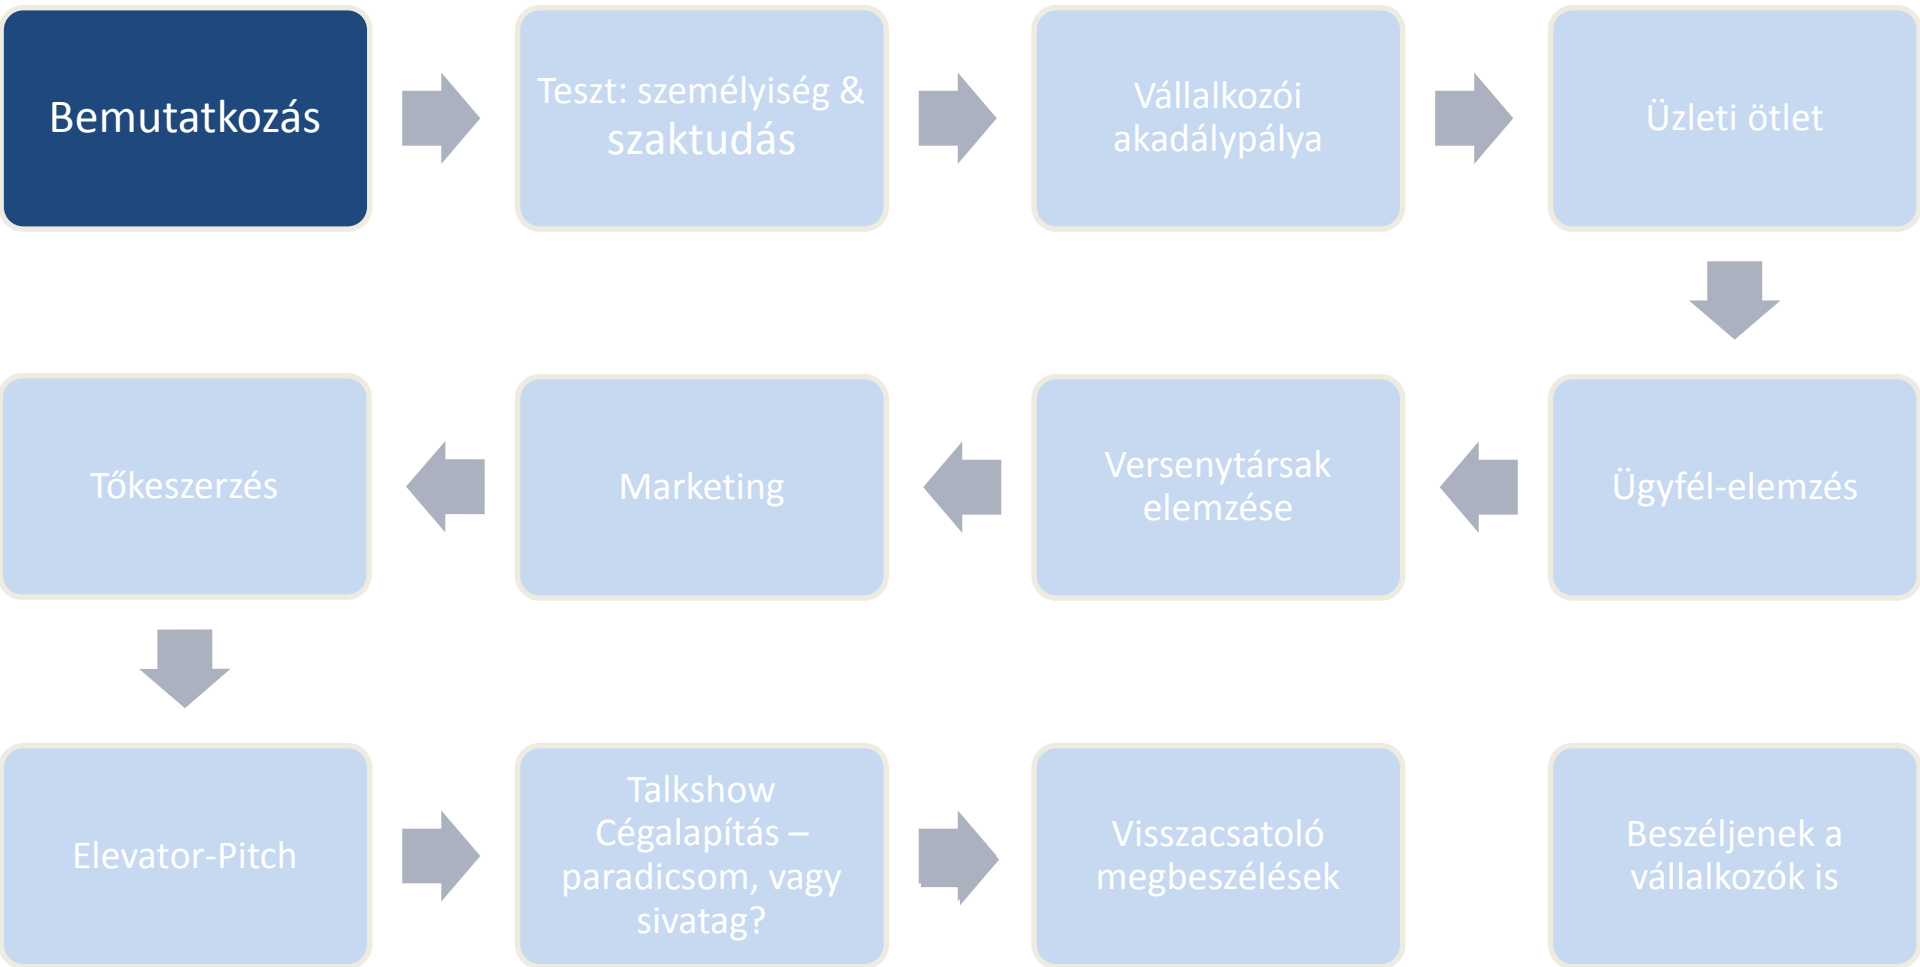 Bemutatkozás
Teszt: személyiség &
szaktudás
Vállalkozói
akadálypálya
Üzleti ötlet
Ügyfél-elemzés
Versenytársak
elemzése
Marketing
Tőkeszerzés
Elevator-Pitch
Talkshow
Cégalapítás –
paradicsom, vagy
sivatag?
Visszacsatoló
megbeszélések
Beszéljenek a
vállalkozók is